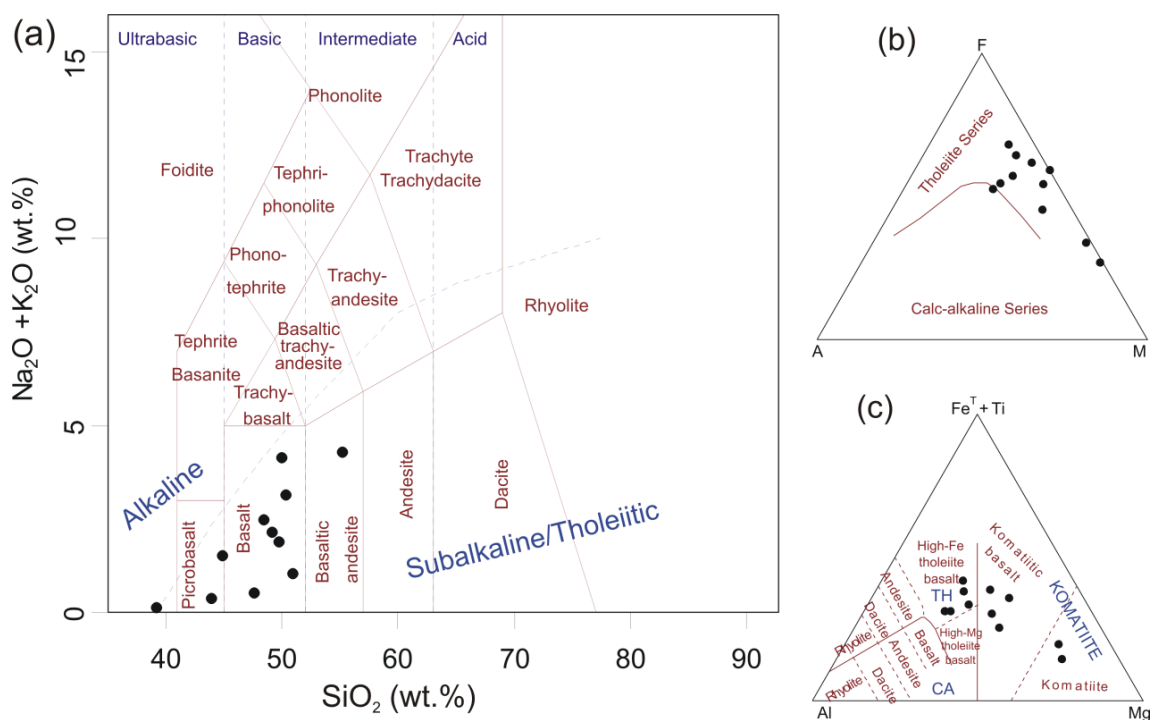 (a)
Ultrabasic Basic Intermediate Acid
15
10
5
0
Na₂O +K₂O (wt.%)
Phonolite
Foidite
Tephri-
phonolite
Trachyte
Trachydacite
Phono-
tephrite
Trachy-
andesite
Rhyolite
Tephrite
Basanite
Basaltic
trachy-
andesite
Trachy-
basalt
Alkaline
Picrobasalt
Basalt
Basaltic
andesite
Andesite
Dacite
Subalkaline/Tholeiitic
40 50 60 70 80 90
SiO₂ (wt.%)
(b)
F
Tholeiite Series
Calc-alkaline Series
A
M
(c)
Feᵀ + Ti
High-Fe
tholeiite
basalt
TH
Komatiitic
basalt
KOMATIITE
Andesite
Dacite
Rhyolite
High-Mg
tholeiite
basalt
Basalt
Andesite
Dacite
Rhyolite
CA
Komatiite
Al
Mg